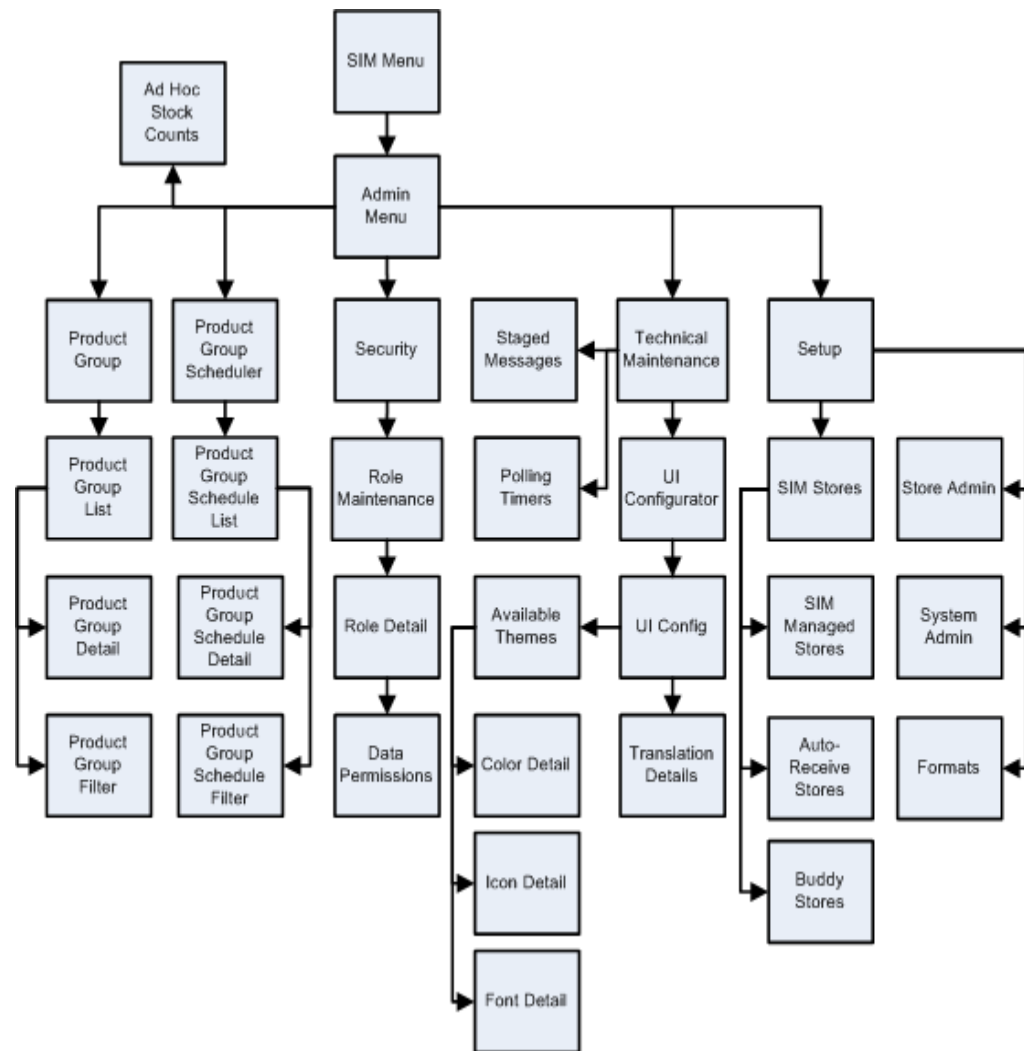 SIM Menu
Ad Hoc
Stock
Counts
Admin
Menu
Product
Group
Product
Group
Scheduler
Security
Staged
Messages
Technical
Maintenance
Setup
Product
Group
List
Product
Group
Schedule
List
Role
Maintenance
Polling
Timers
UI
Configurator
SIM Stores
Store Admin
Product
Group
Detail
Product
Group
Schedule
Detail
Role Detail
Available
Themes
UI Config
SIM
Managed
Stores
System
Admin
Product
Group
Filter
Product
Group
Schedule
Filter
Data
Permissions
Color Detail
Translation
Details
Auto-
Receive
Stores
Formats
Icon Detail
Buddy
Stores
Font Detail